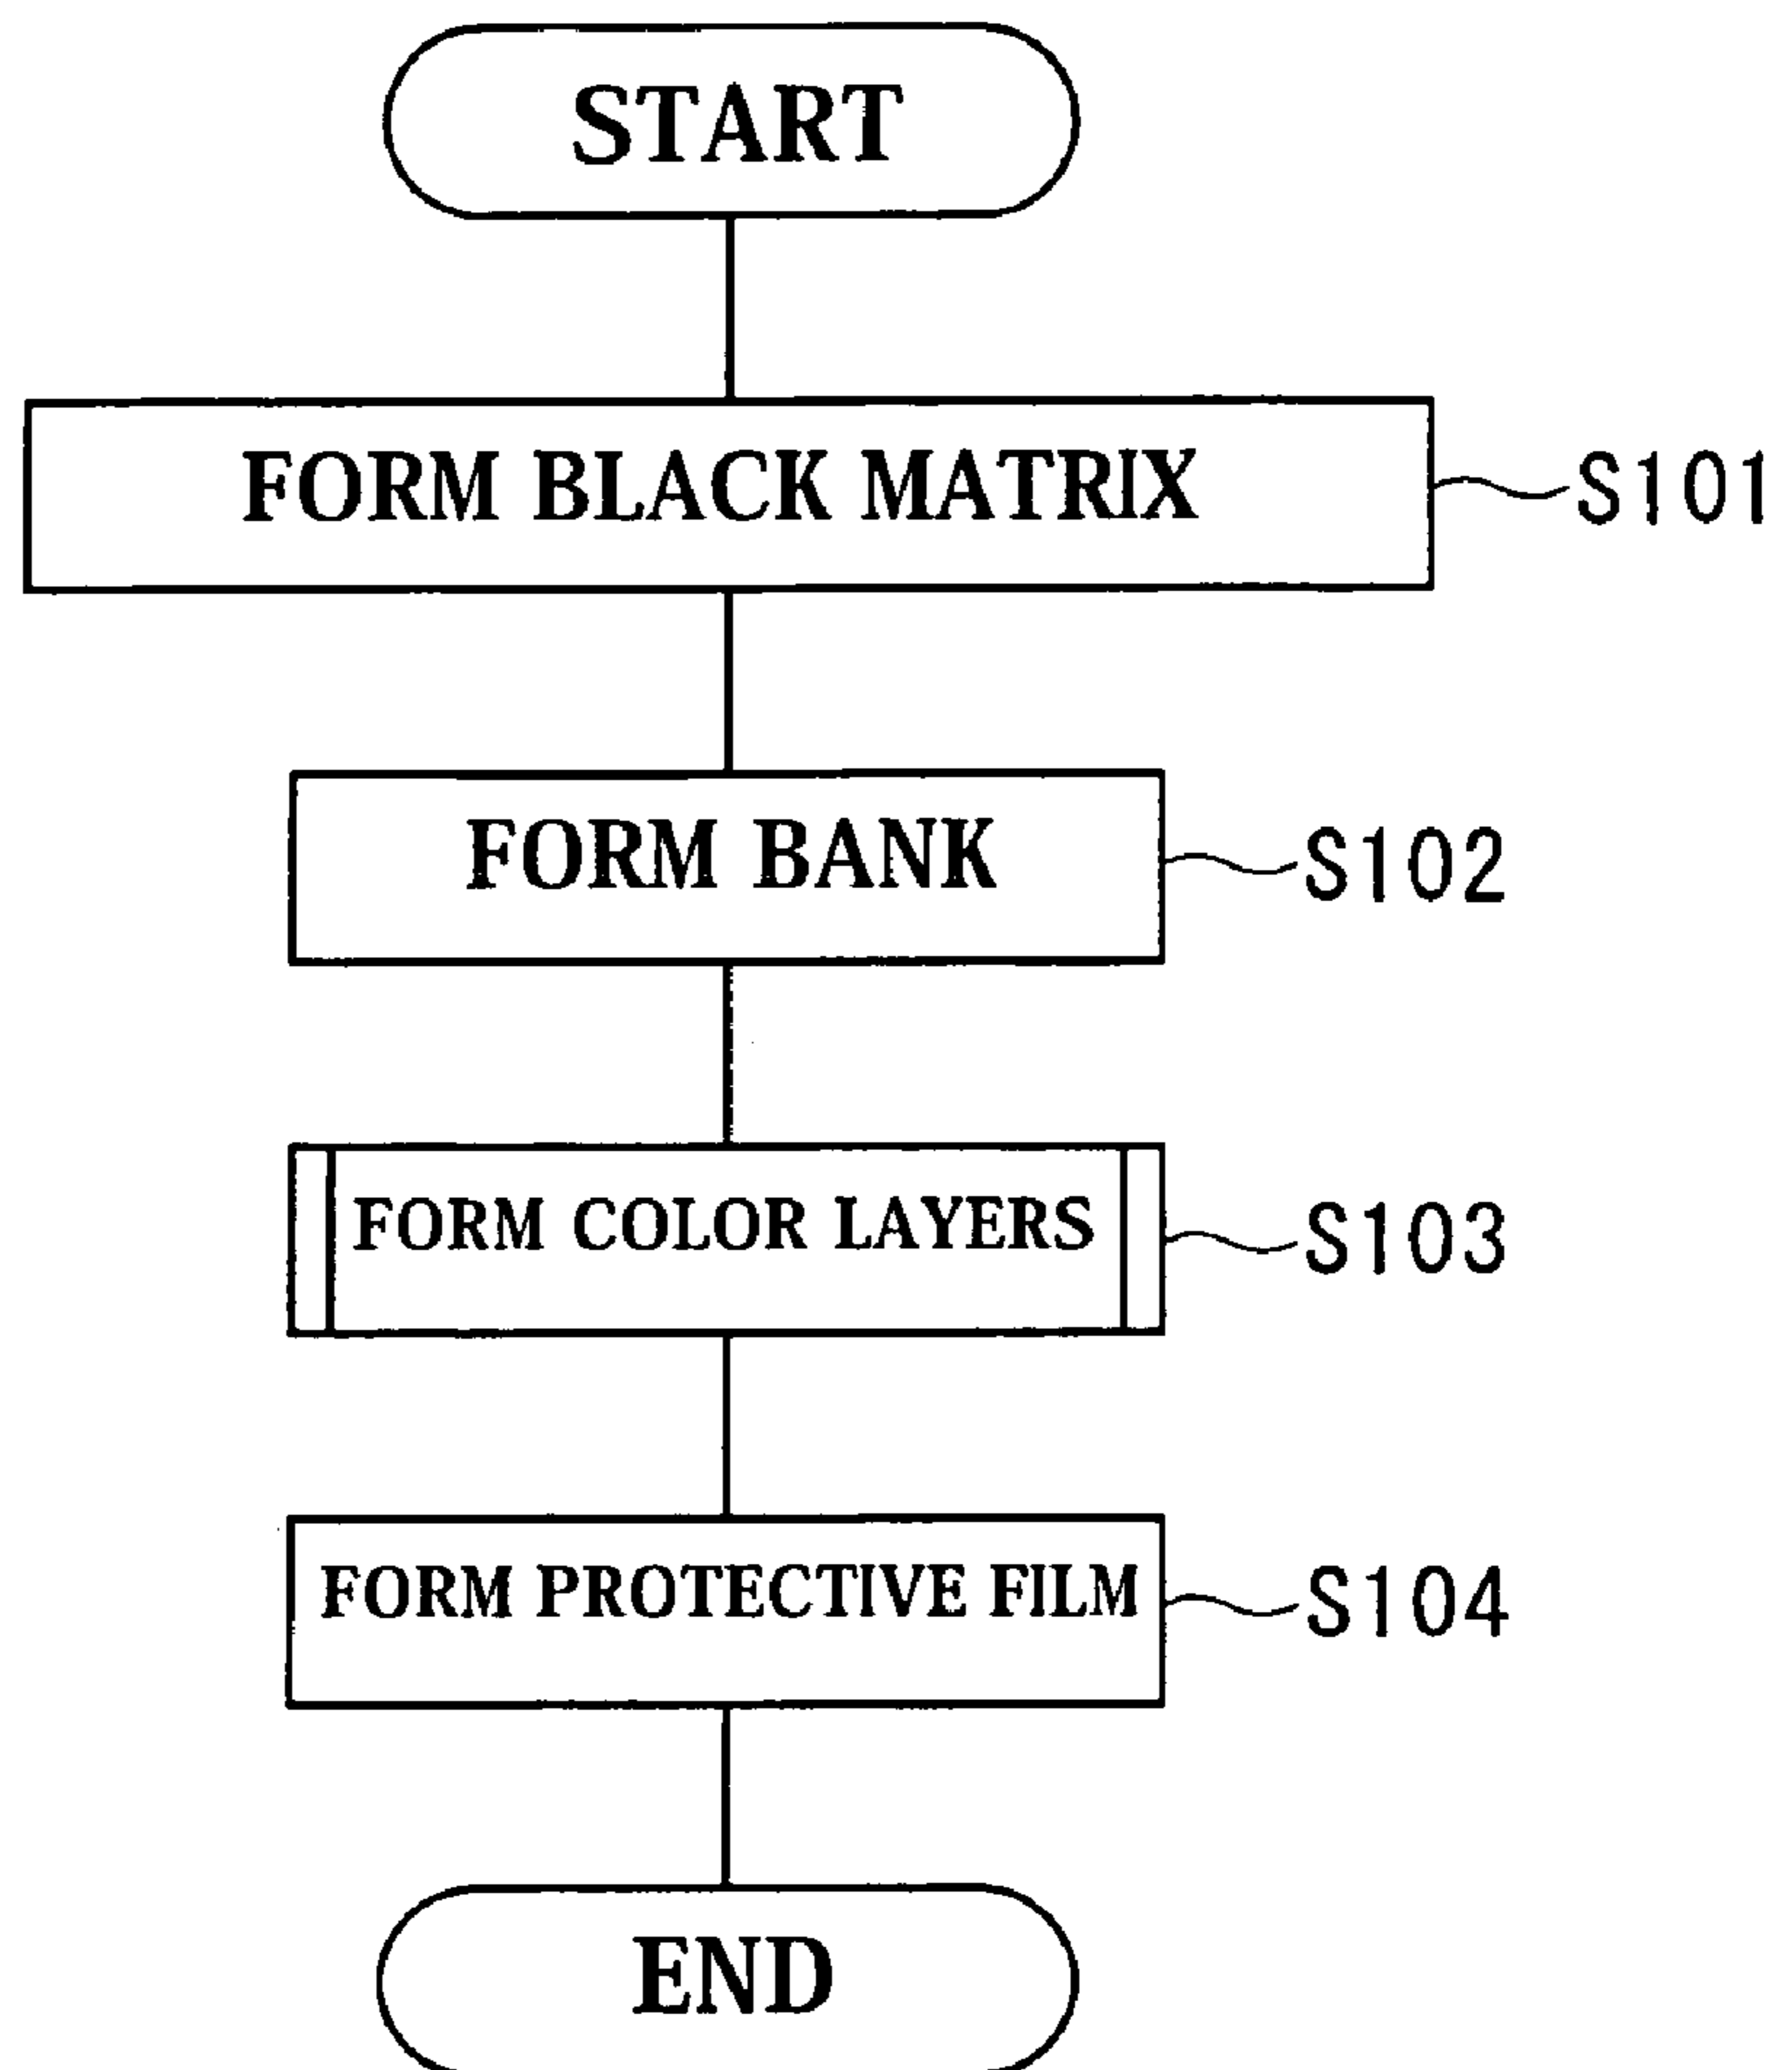 START
FORM BLACK MATRIX
S101
FORM BANK
S102
FORM COLOR LAYERS
S103
FORM PROTECTIVE FILM
S104
END